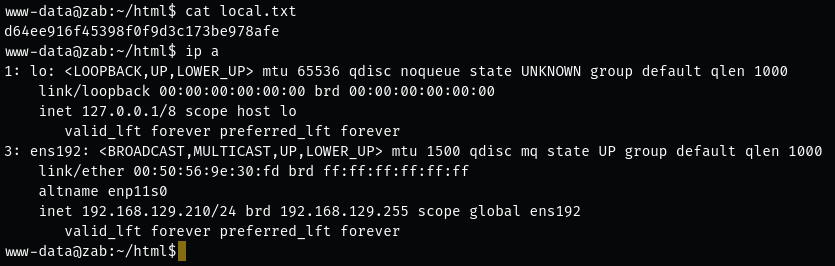 www-data@zab:~/html$ cat local.txt
d64ee916f45398f0f9d3c173be978afe
www-data@zab:~/html$ ip a
1: lo: <LOOPBACK,UP,LOWER_UP> mtu 65536 qdisc noqueue state UNKNOWN group default qlen 1000
    link/loopback 00:00:00:00:00:00 brd 00:00:00:00:00:00
    inet 127.0.0.1/8 scope host lo
       valid_lft forever preferred_lft forever
3: ens192: <BROADCAST,MULTICAST,UP,LOWER_UP> mtu 1500 qdisc mq state UP group default qlen 1000
    link/ether 00:50:56:9e:30:fd brd ff:ff:ff:ff:ff:ff
    altname enp11s0
    inet 192.168.129.210/24 brd 192.168.129.255 scope global ens192
       valid_lft forever preferred_lft forever
www-data@zab:~/html$